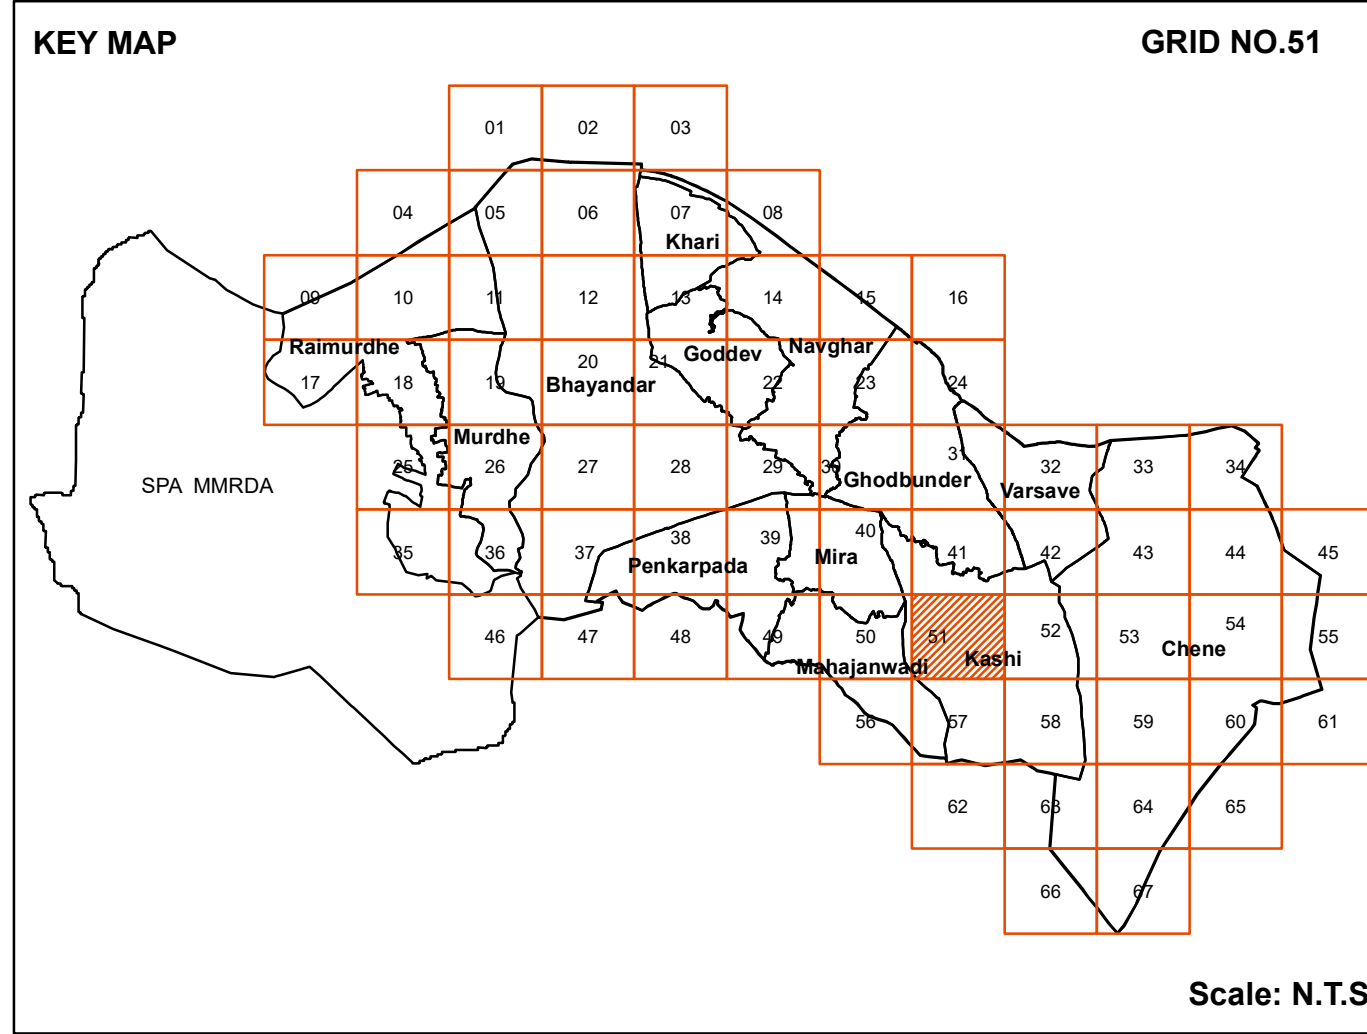 KEY MAP
GRID NO.51
01 02 03
04 05 06 07 08
Khari
09 10 11 12 13 14 15 16
Raimurdhe
Goddev
Navghar
17 18 19 20 21 22 23 24
Bhayandar
Murdhe
25 26 27 28 29 30 31 32 33 34
SPA MMRDA
Ghodbunder
Varsave
35 36 37 38 39 40 41 42 43 44 45
Penkarpada
Mira
46 47 48 49 50 51 52 53 54 55
Mahajanwadi
Kashi
Chene
56 57 58 59 60 61
62 63 64 65
66 67
Scale: N.T.S